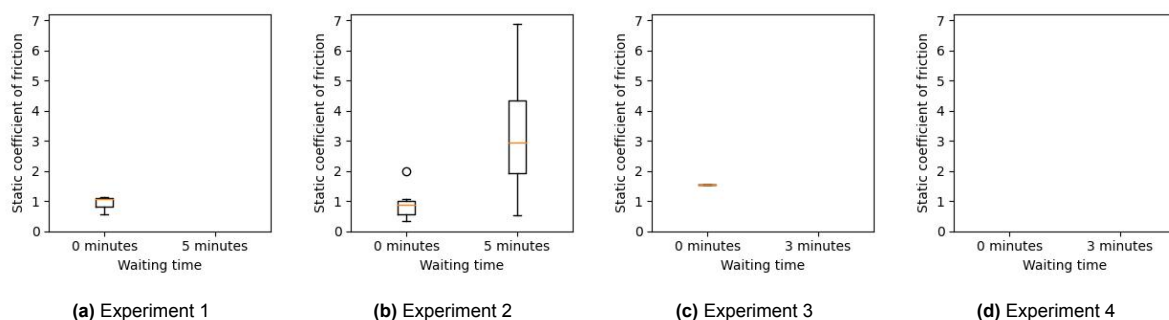 7
6
5
4
3
2
1
0
Static coefficient of friction
0 minutes 5 minutes
Waiting time
(a) Experiment 1
7
6
5
4
3
2
1
0
Static coefficient of friction
0 minutes 5 minutes
Waiting time
(b) Experiment 2
7
6
5
4
3
2
1
0
Static coefficient of friction
0 minutes 3 minutes
Waiting time
(c) Experiment 3
7
6
5
4
3
2
1
0
Static coefficient of friction
0 minutes 3 minutes
Waiting time
(d) Experiment 4